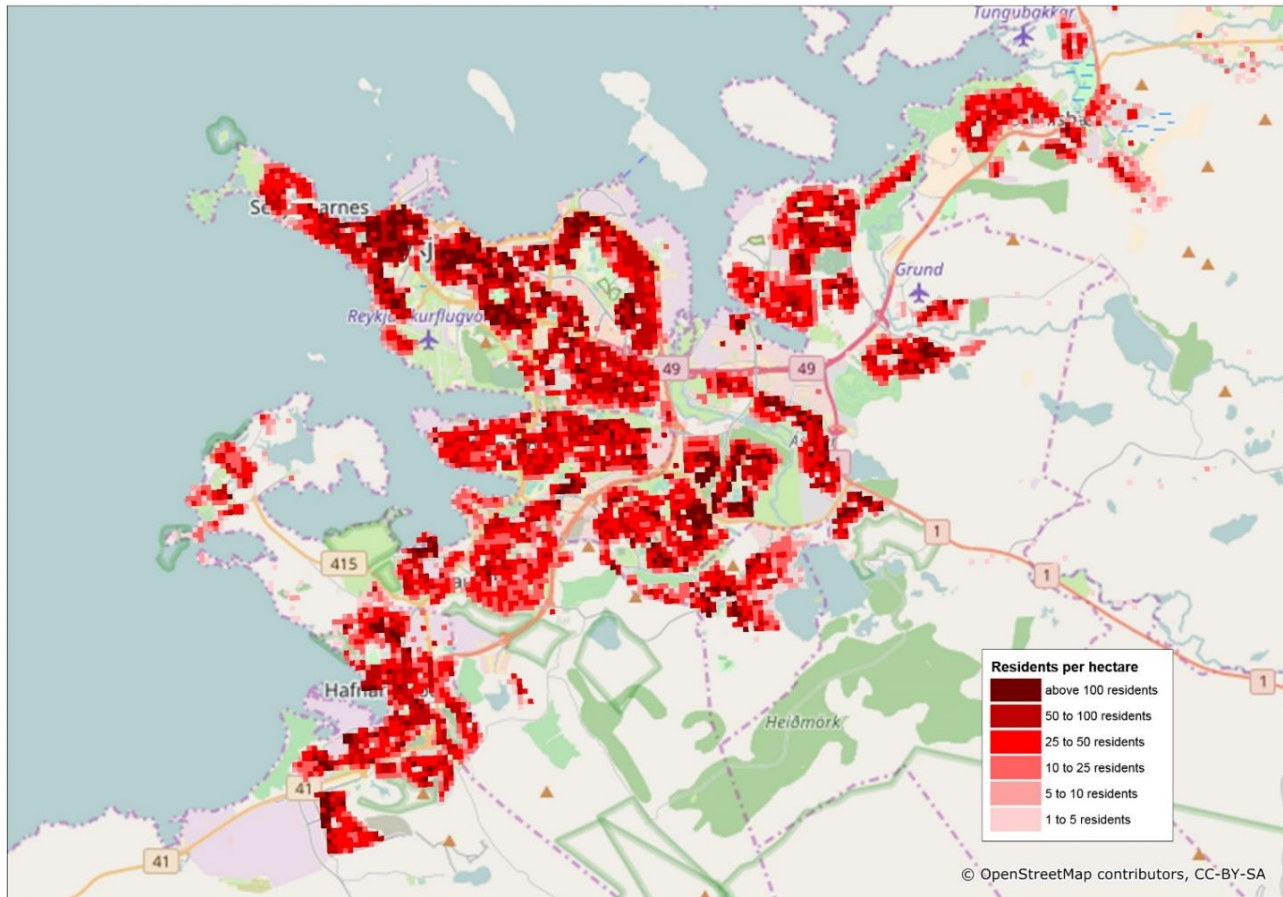 Tungubakkar
Grund
49
49
415
1
1
1
Heiðmörk
41
41
Residents per hectare
above 100 residents
50 to 100 residents
25 to 50 residents
10 to 25 residents
5 to 10 residents
1 to 5 residents
© OpenStreetMap contributors, CC-BY-SA